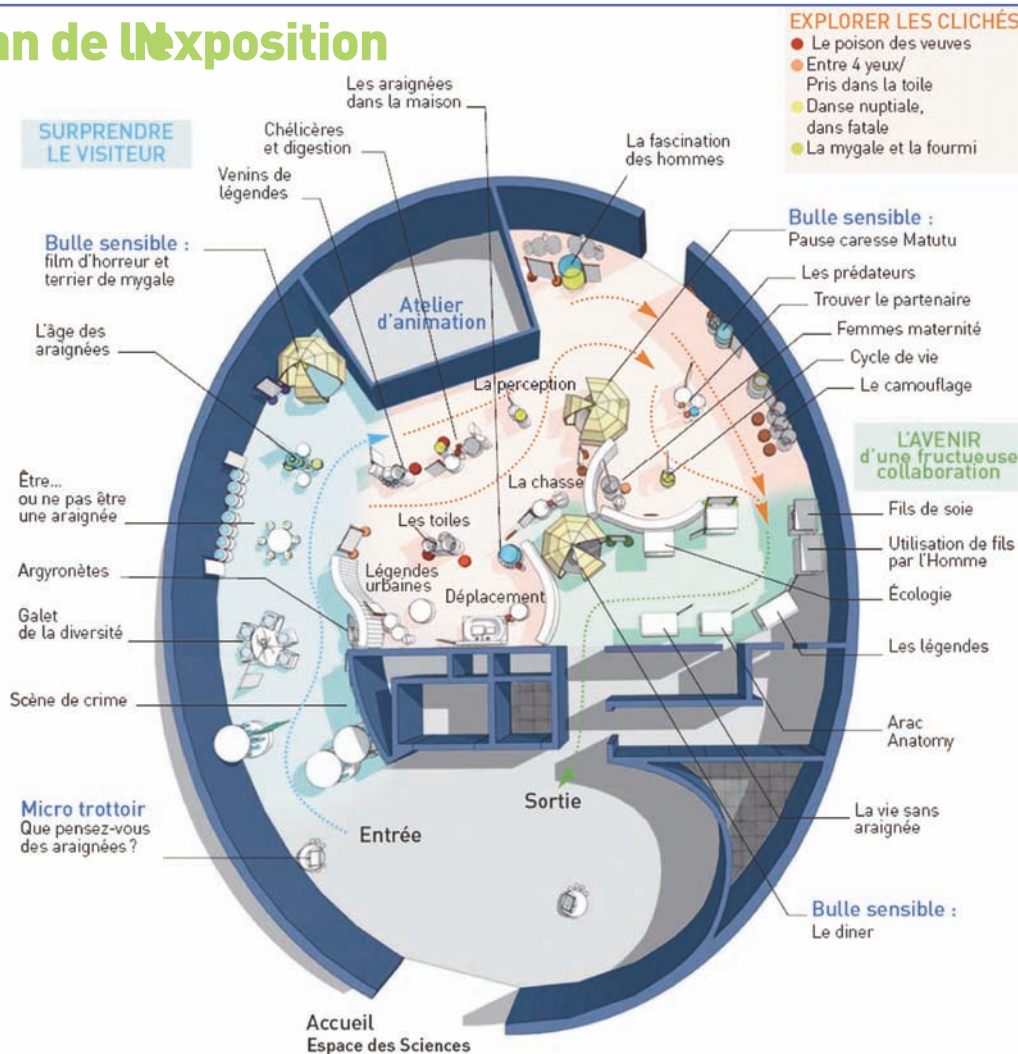 an de l'exposition
EXPLORER LES CLICHÉS
Le poison des veuves
Entre 4 yeux/
Pris dans la toile
Danse nuptiale,
dans fatale
La mygale et la fourmi
SURPRENDRE
LE VISITEUR
Les araignées
dans la maison
Chélicères
et digestion
Venins de
légendes
La fascination
des hommes
Bulle sensible :
film d'horreur et
terrier de mygale
Bulle sensible :
Pause caresse Matutu
Les prédateurs
Trouver le partenaire
Femmes maternité
Cycle de vie
Le camouflage
Atelier
d'animation
L'âge des
araignées
La perception
L'AVENIR
d'une fructueuse
collaboration
Être...
ou ne pas être
une araignée
La chasse
Les toiles
Fils de soie
Utilisation de fils
par l'Homme
Argyronètes
Légendes
urbaines
Déplacement
Écologie
Galet
de la diversité
Les légendes
Scène de crime
Arac
Anatomy
Micro trottoir
Que pensez-vous
des araignées ?
Entrée
Sortie
La vie sans
araignée
Bulle sensible :
Le diner
Accueil
Espace des Sciences